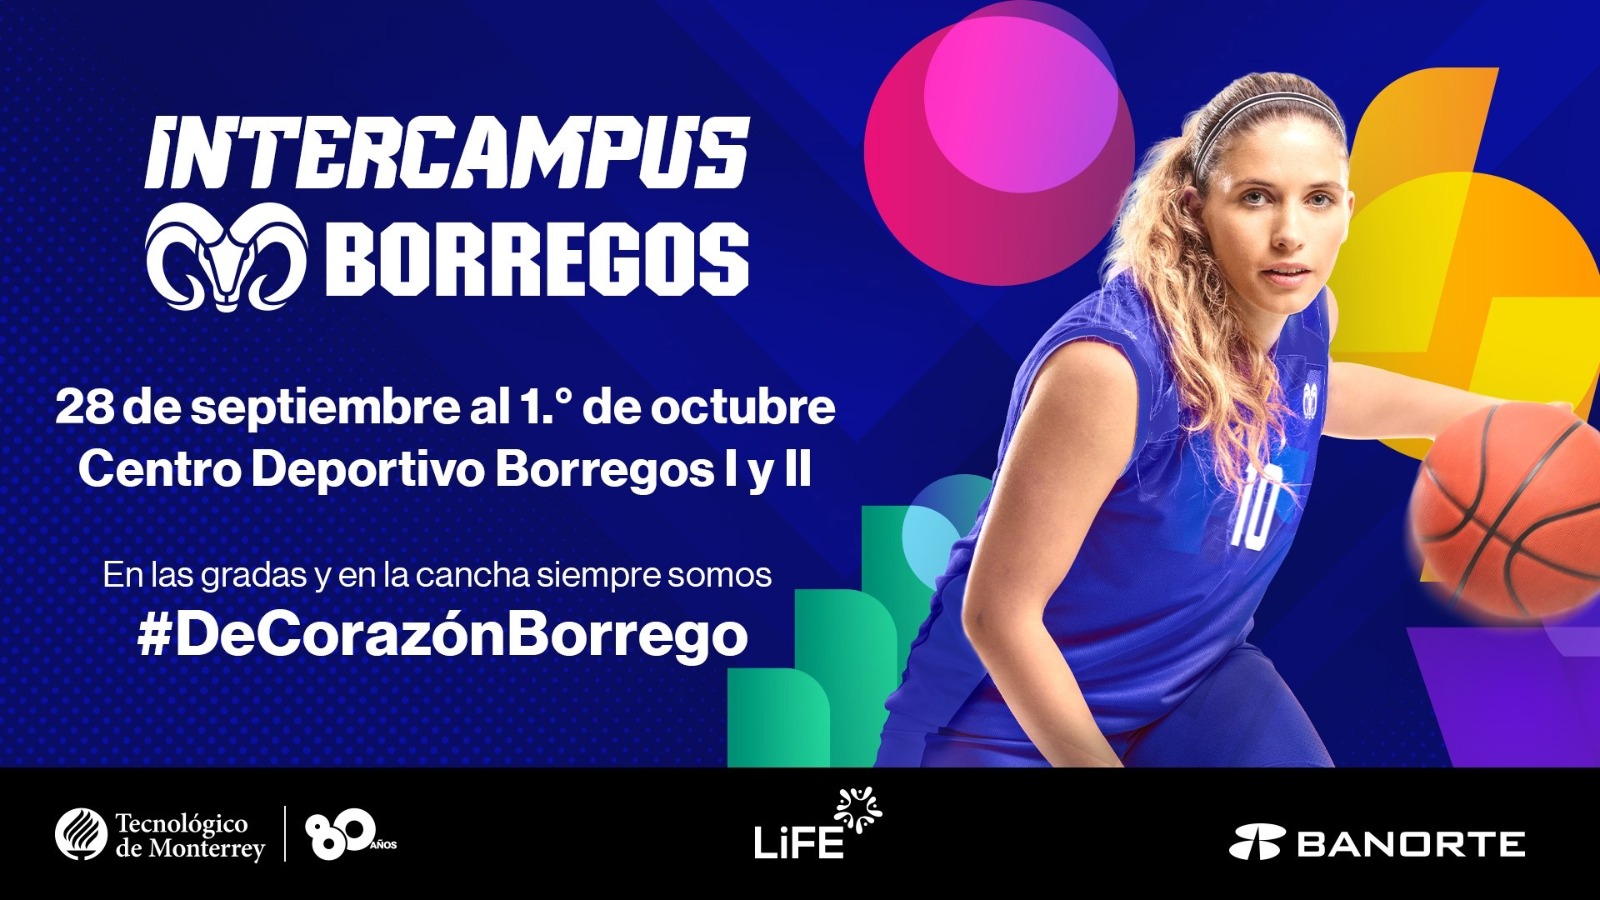 INTERCAMPUS
BORREGOS
28 de septiembre al 1.° de octubre
Centro Deportivo Borregos I y II
En las gradas y en la cancha siempre somos
#DeCorazónBorrego
10
Tecnológico
de Monterrey
80 AÑOS
LiFE
BANORTE